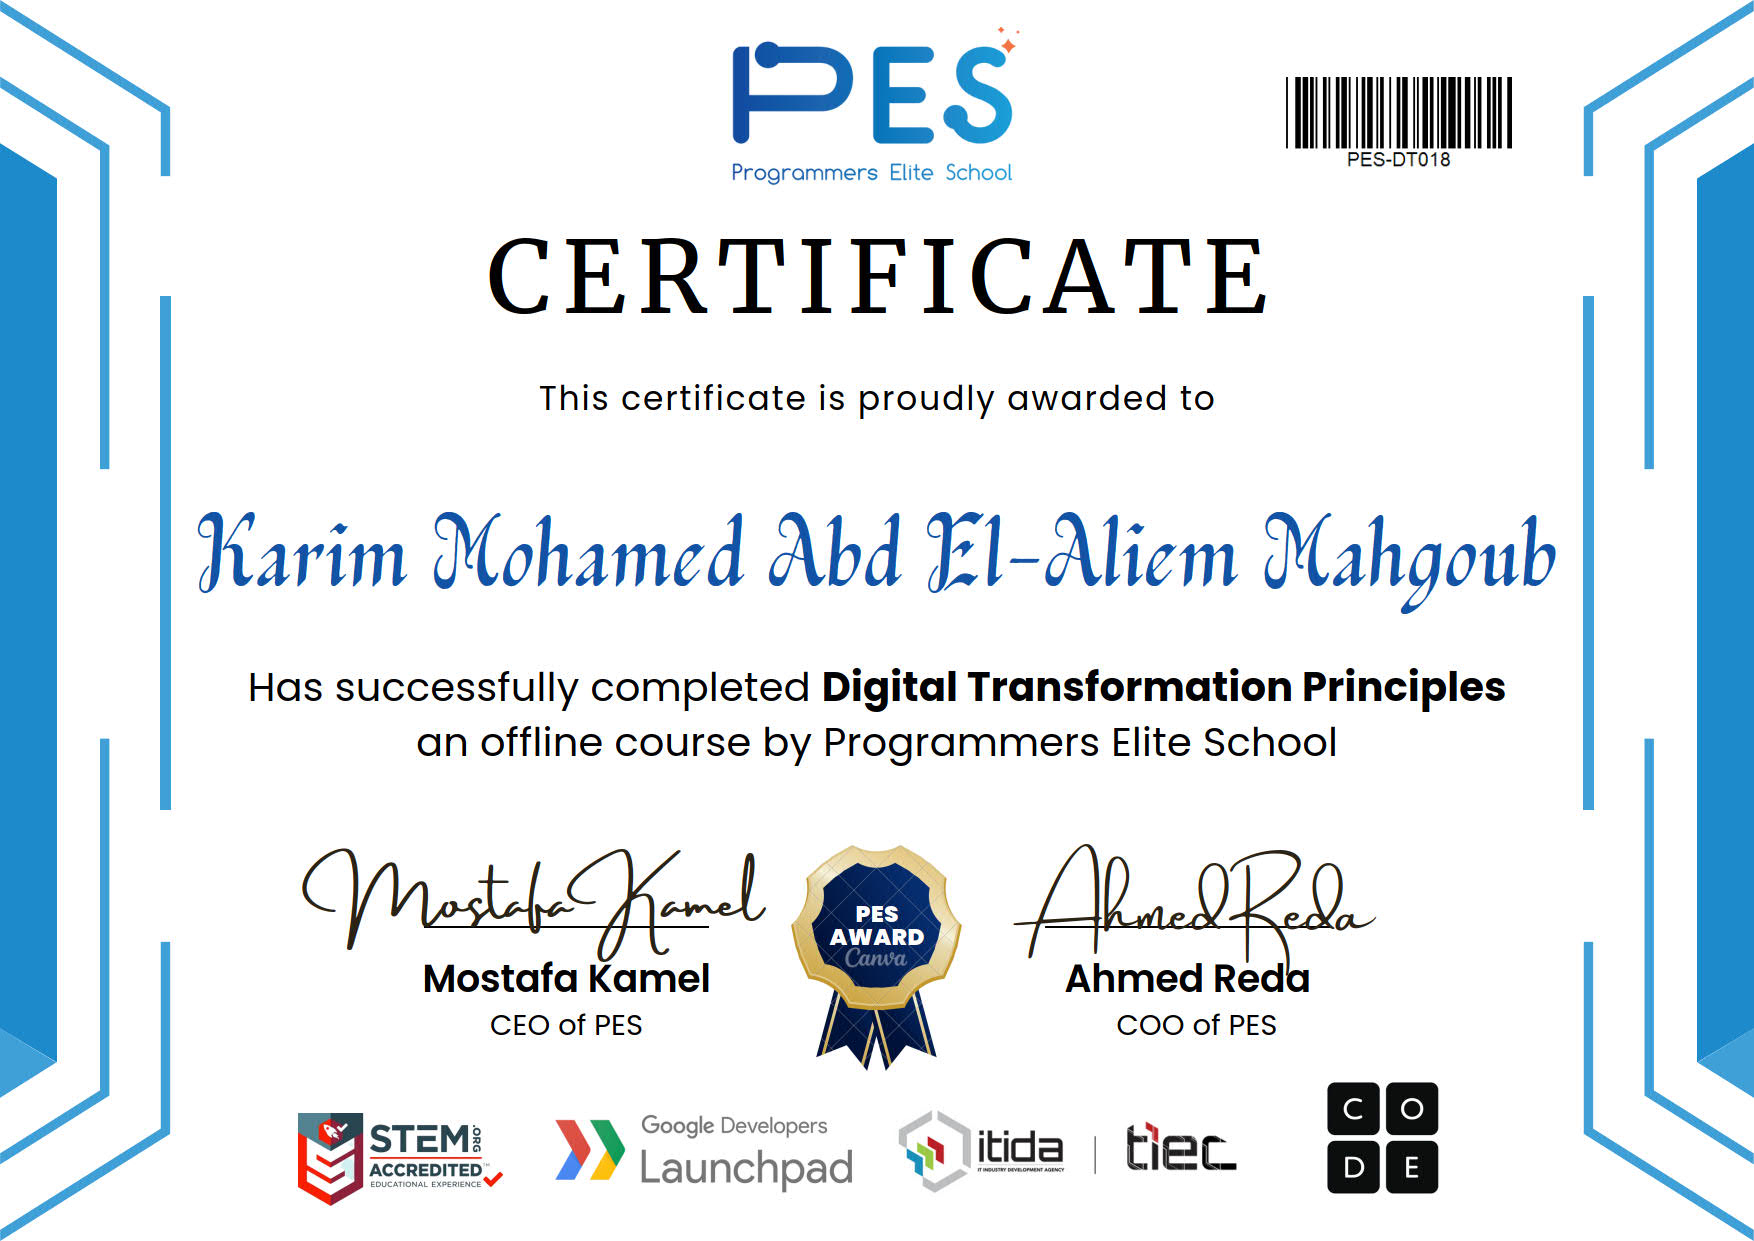 PES
Programmers Elite School
PES-DT018
CERTIFICATE
This certificate is proudly awarded to
Karim Mohamed Abd El-Aliem Mahgoub
Has successfully completed Digital Transformation Principles
an offline course by Programmers Elite School
Mostafa Kamel
Ahmed Reda
PES
AWARD
Canva
Mostafa Kamel
CEO of PES
Ahmed Reda
COO of PES
STEM.ORG
ACCREDITED™
EDUCATIONAL EXPERIENCE
Google Developers
Launchpad
itida
IT INDUSTRY DEVELOPMENT AGENCY
tiec
C O
D E